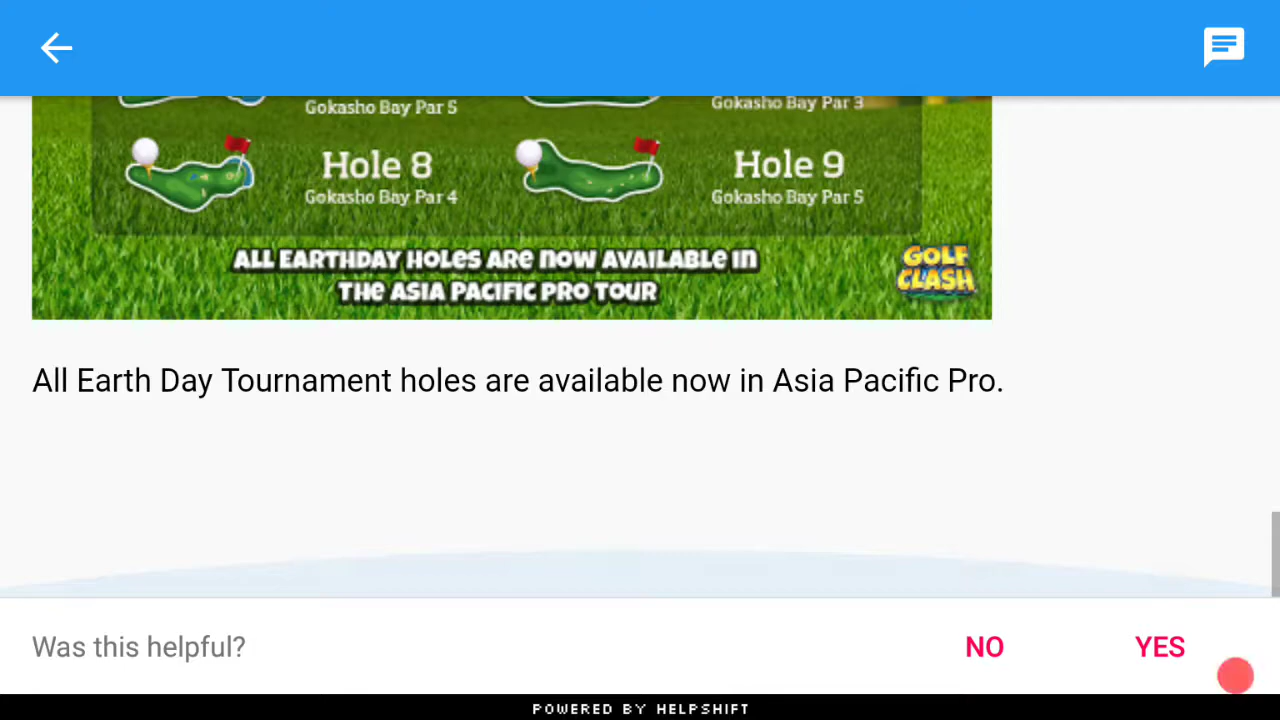 Gokasho Bay Par 5
Gokasho Bay Par 3
Hole 8
Gokasho Bay Par 4
Hole 9
Gokasho Bay Par 5
ALL EARTHDAY HOLES ARE NOW AVAILABLE IN
THE ASIA PACIFIC PRO TOUR
GOLF
CLASH
All Earth Day Tournament holes are available now in Asia Pacific Pro.
Was this helpful?
NO
YES
POWERED BY HELPSHIFT